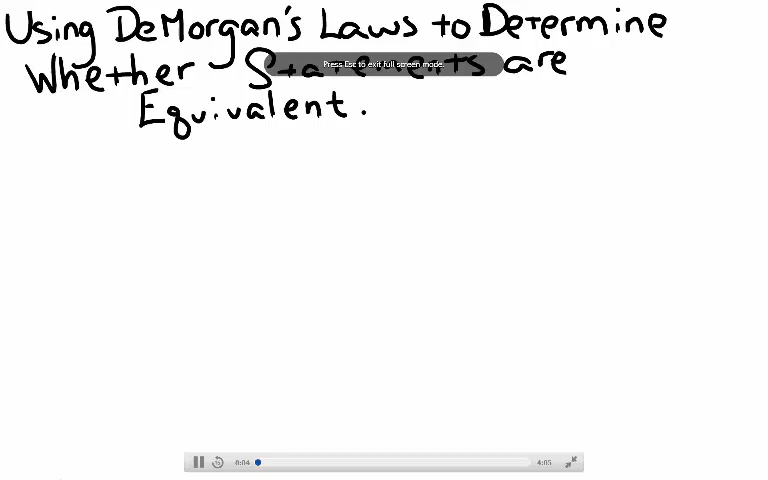 Using DeMorgan's Laws to Determine
Whether Statements are
Press Esc to exit full screen mode.
Equivalent.
0:04
4:05